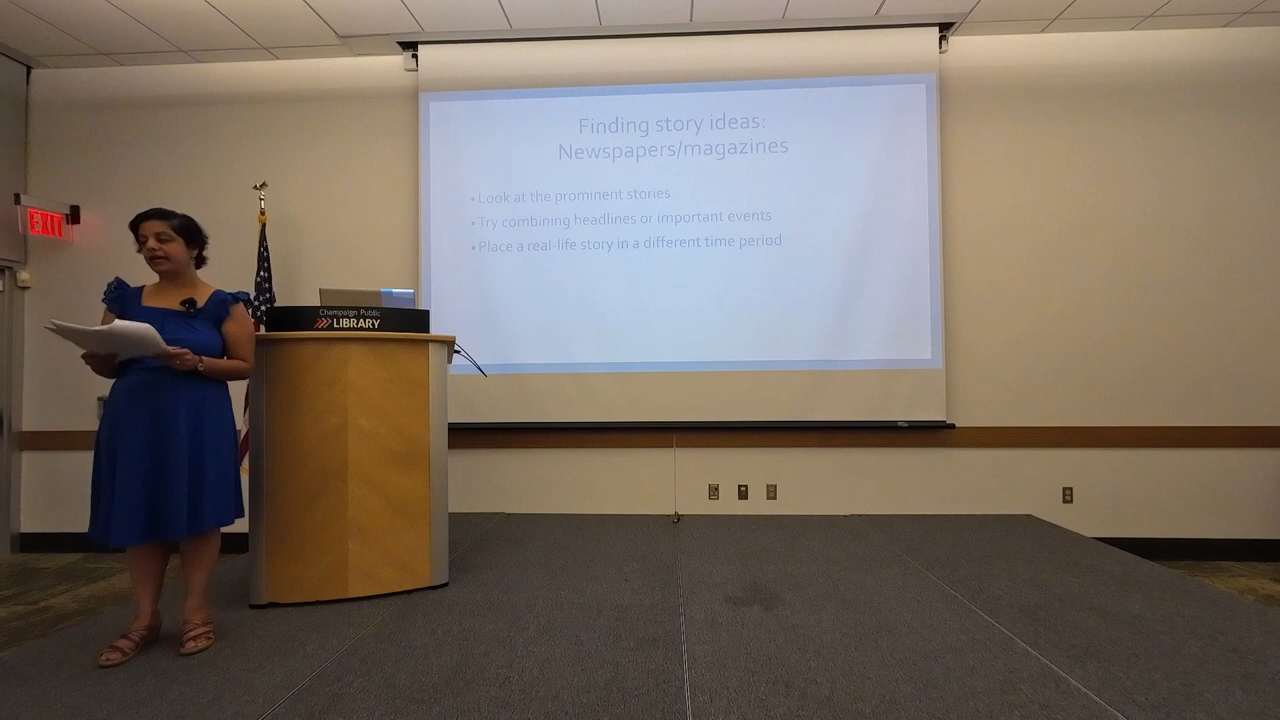 Finding story ideas:
Newspapers/magazines
• Look at the prominent stories
• Try combining headlines or important events
• Place a real-life story in a different time period
EXIT
Champaign Public
LIBRARY